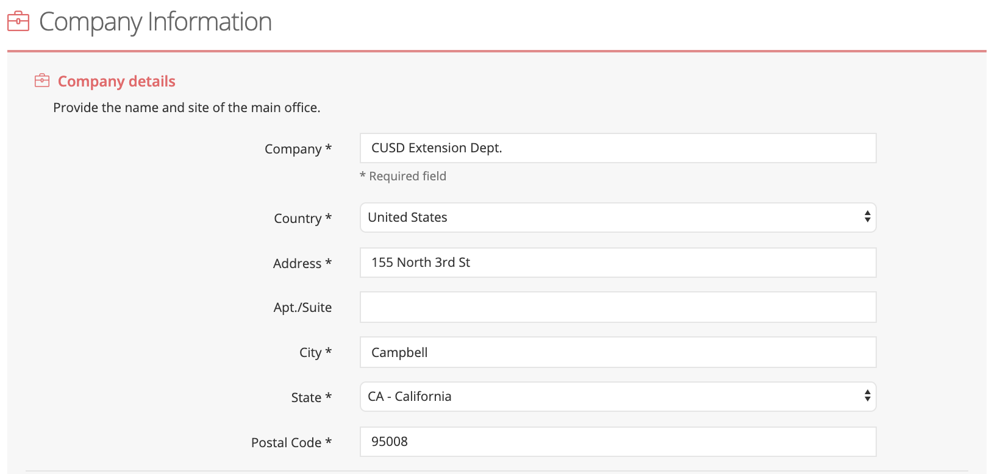 Company Information
Company details
Provide the name and site of the main office.
Company * CUSD Extension Dept.
* Required field
Country * United States
Address * 155 North 3rd St
Apt./Suite
City * Campbell
State * CA - California
Postal Code * 95008